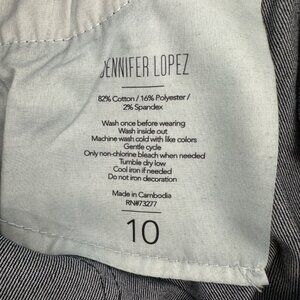 JENNIFER LOPEZ
82% Cotton / 16% Polyester /
2% Spandex
Wash once before wearing
Wash inside out
Machine wash cold with like colors
Gentle cycle
Only non-chlorine bleach when needed
Tumble dry low
Cool iron if needed
Do not iron decoration
Made in Cambodia
RN#73277
10